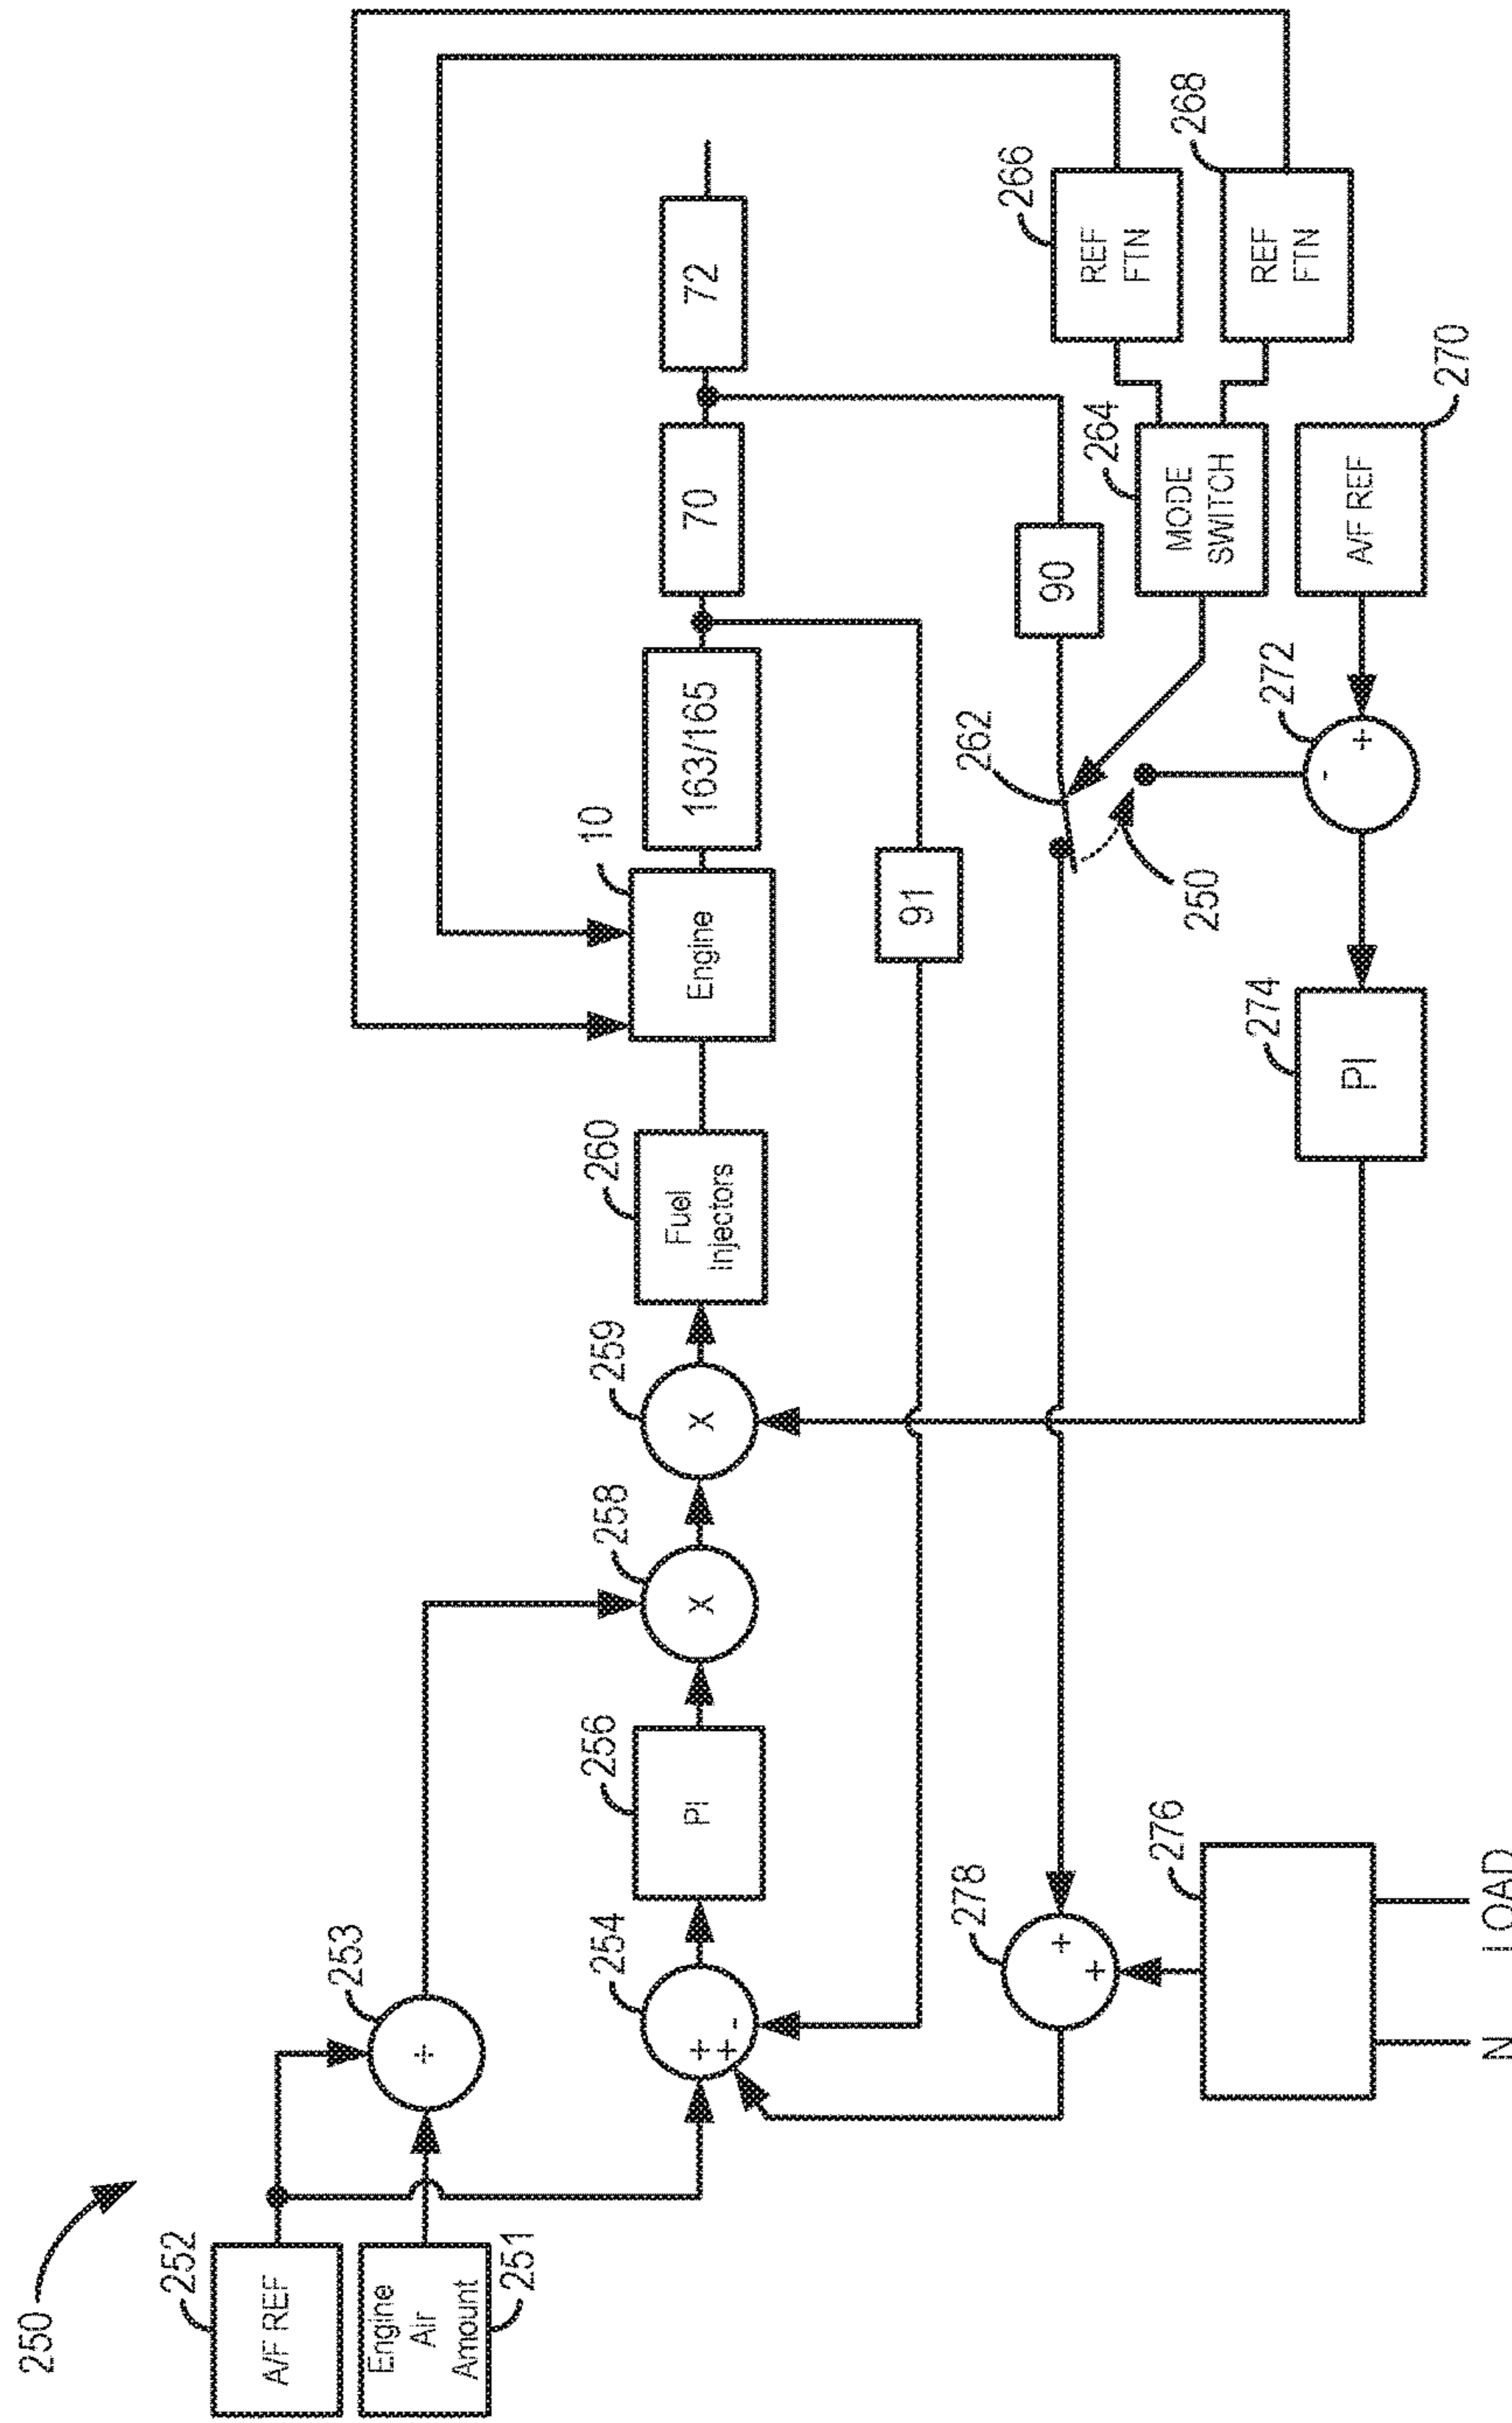 250
252
A/F REF
Engine
Air
Amount
251
253
÷
254
+
+
-
256
PI
258
X
259
X
260
Fuel
Injectors
10
Engine
163/165
70
72
91
90
262
250
264
MODE
SWITCH
266
REF
FTN
268
REF
FTN
270
A/F REF
272
+
-
274
PI
278
+
+
276
N
LOAD